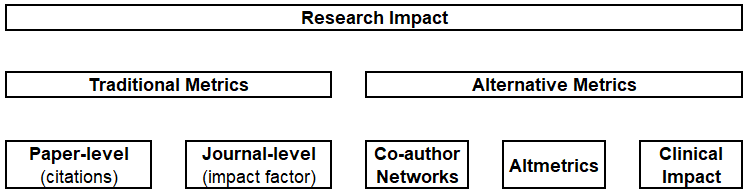 Research Impact
Traditional Metrics
Alternative Metrics
Paper-level
(citations)
Journal-level
(impact factor)
Co-author
Networks
Altmetrics
Clinical
Impact